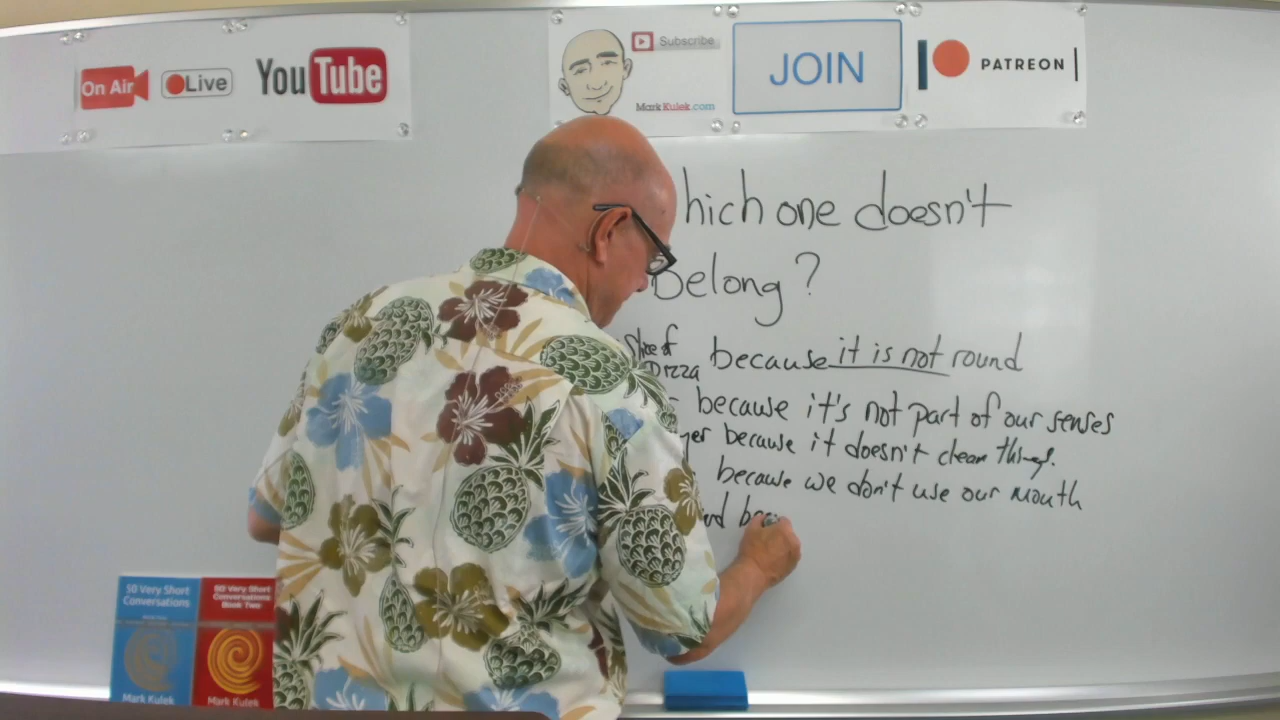 On Air
Live
YouTube
Subscribe
MarkKulek.com
JOIN
PATREON
hich one doesn't
Belong?
Slice of
Pizza because it is not round
because it's not part of our senses
yer because it doesn't clean things.
because we don't use our mouth
50 Very Short
Conversations
Mark Kulek
50 Very Short
Conversations
Book Two
Mark Kulek